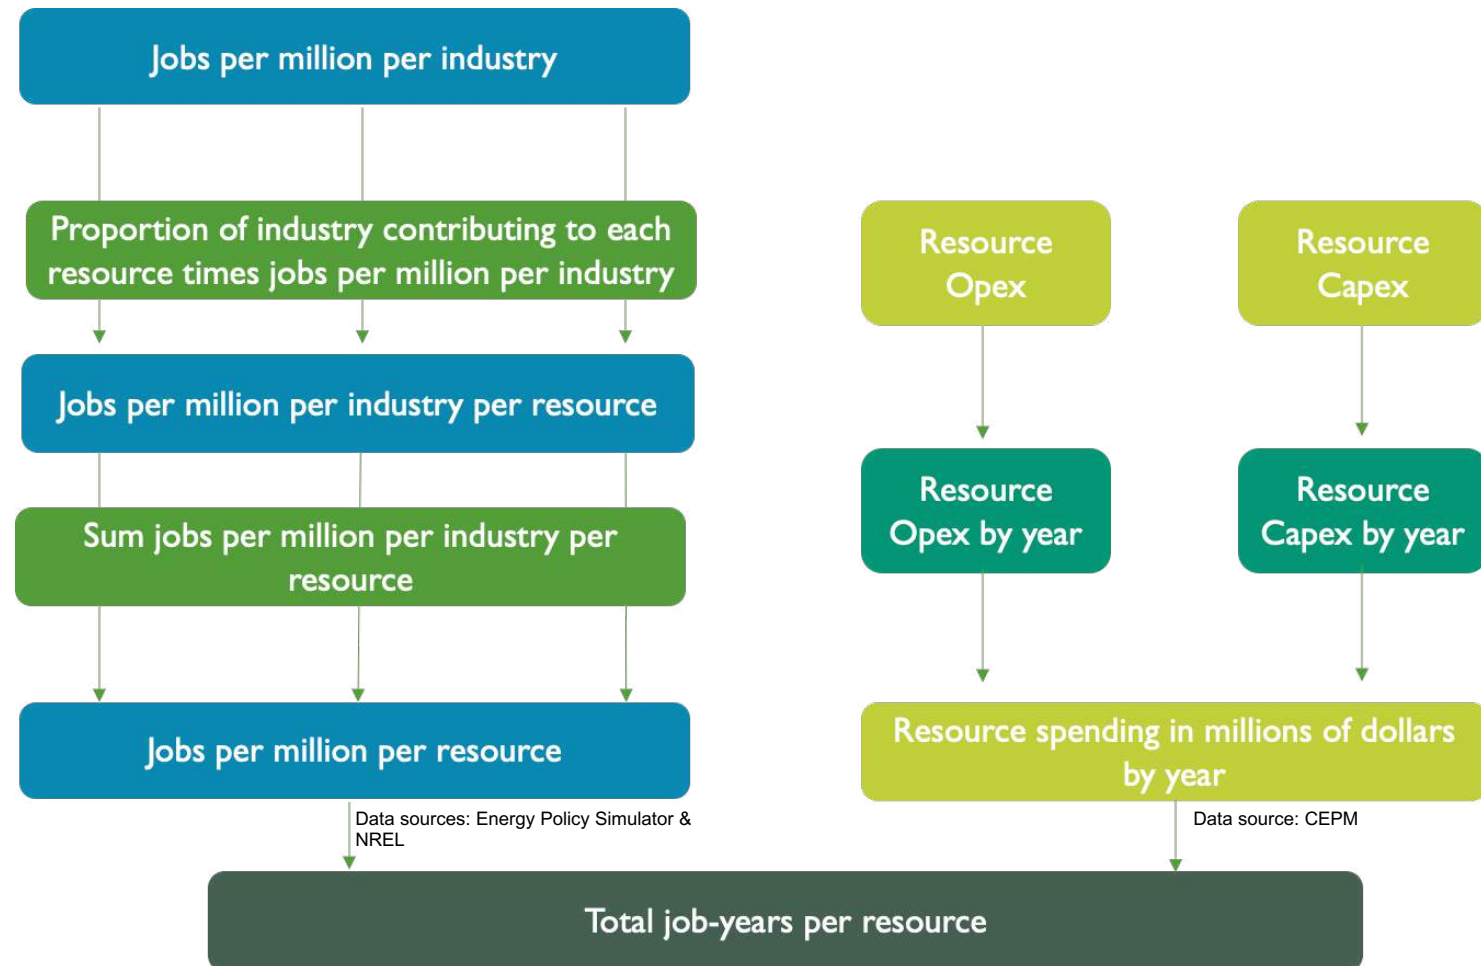 Jobs per million per industry
Proportion of industry contributing to each
resource times jobs per million per industry
Jobs per million per industry per resource
Sum jobs per million per industry per
resource
Jobs per million per resource
Data sources: Energy Policy Simulator &
NREL
Resource
Opex
Resource
Capex
Resource
Opex by year
Resource
Capex by year
Resource spending in millions of dollars
by year
Data source: CEPM
Total job-years per resource